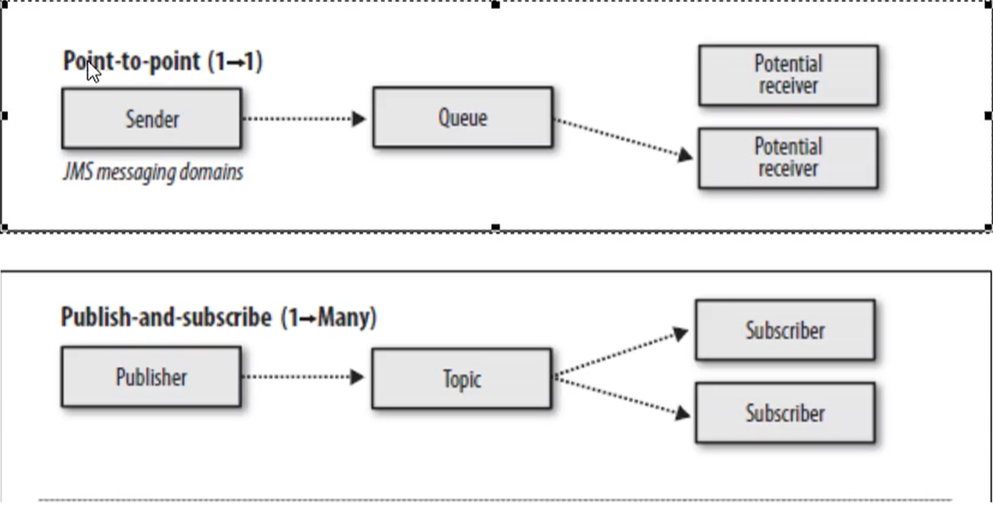 Point-to-point (1→1)
Sender
Queue
Potential
receiver
Potential
receiver
JMS messaging domains
Publish-and-subscribe (1→Many)
Publisher
Topic
Subscriber
Subscriber